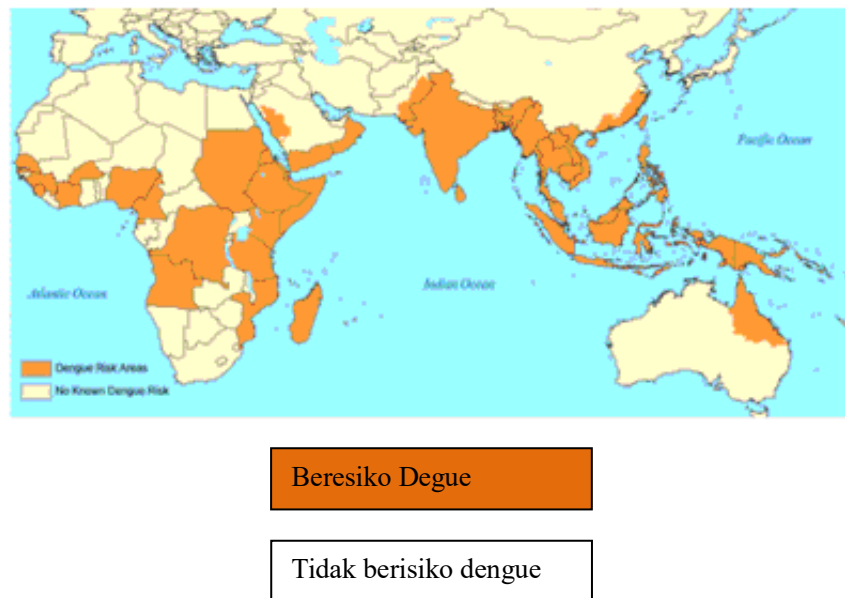 Pacific Ocean
Atlantic Ocean
Indian Ocean
Dengue Risk Areas
No Known Dengue Risk
Beresiko Degue
Tidak berisiko dengue